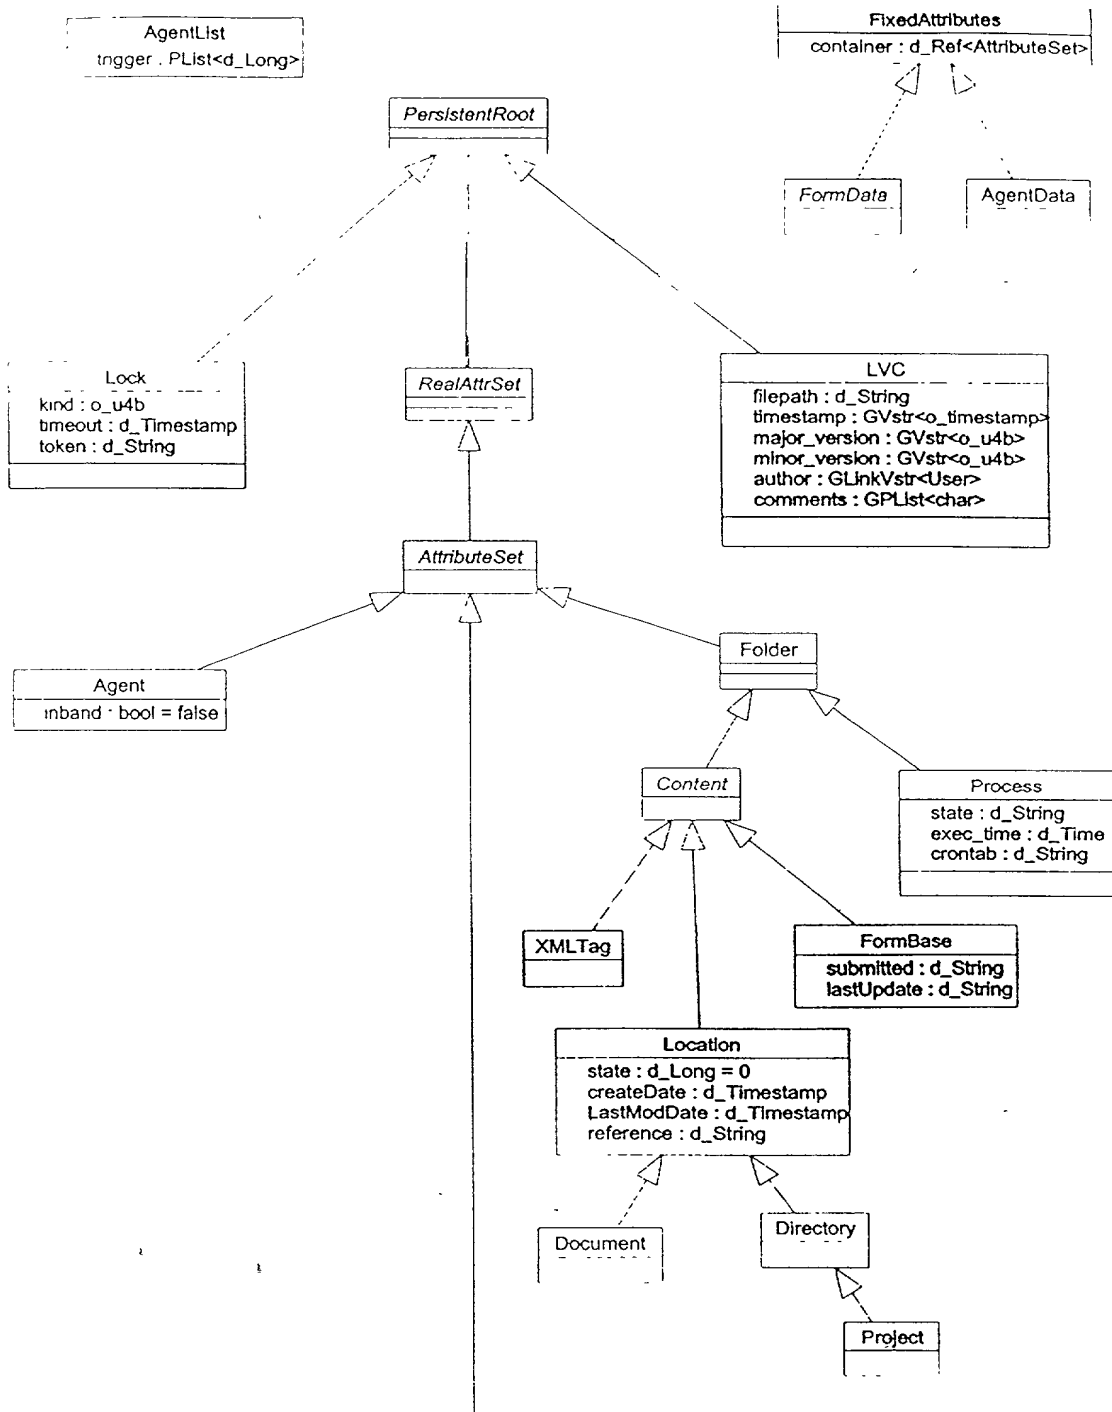 AgentList
trigger : PList<d_Long>
FixedAttributes
container : d_Ref<AttributeSet>
PersistentRoot
FormData
AgentData
Lock
kind : o_u4b
timeout : d_Timestamp
token : d_String
RealAttrSet
LVC
filepath : d_String
timestamp : GVstr<o_timestamp>
major_version : GVstr<o_u4b>
minor_version : GVstr<o_u4b>
author : GLinkVstr<User>
comments : GPList<char>
AttributeSet
Folder
Agent
inband : bool = false
Content
Process
state : d_String
exec_time : d_Time
crontab : d_String
XMLTag
FormBase
submitted : d_String
lastUpdate : d_String
Location
state : d_Long = 0
createDate : d_Timestamp
LastModDate : d_Timestamp
reference : d_String
Document
Directory
Project